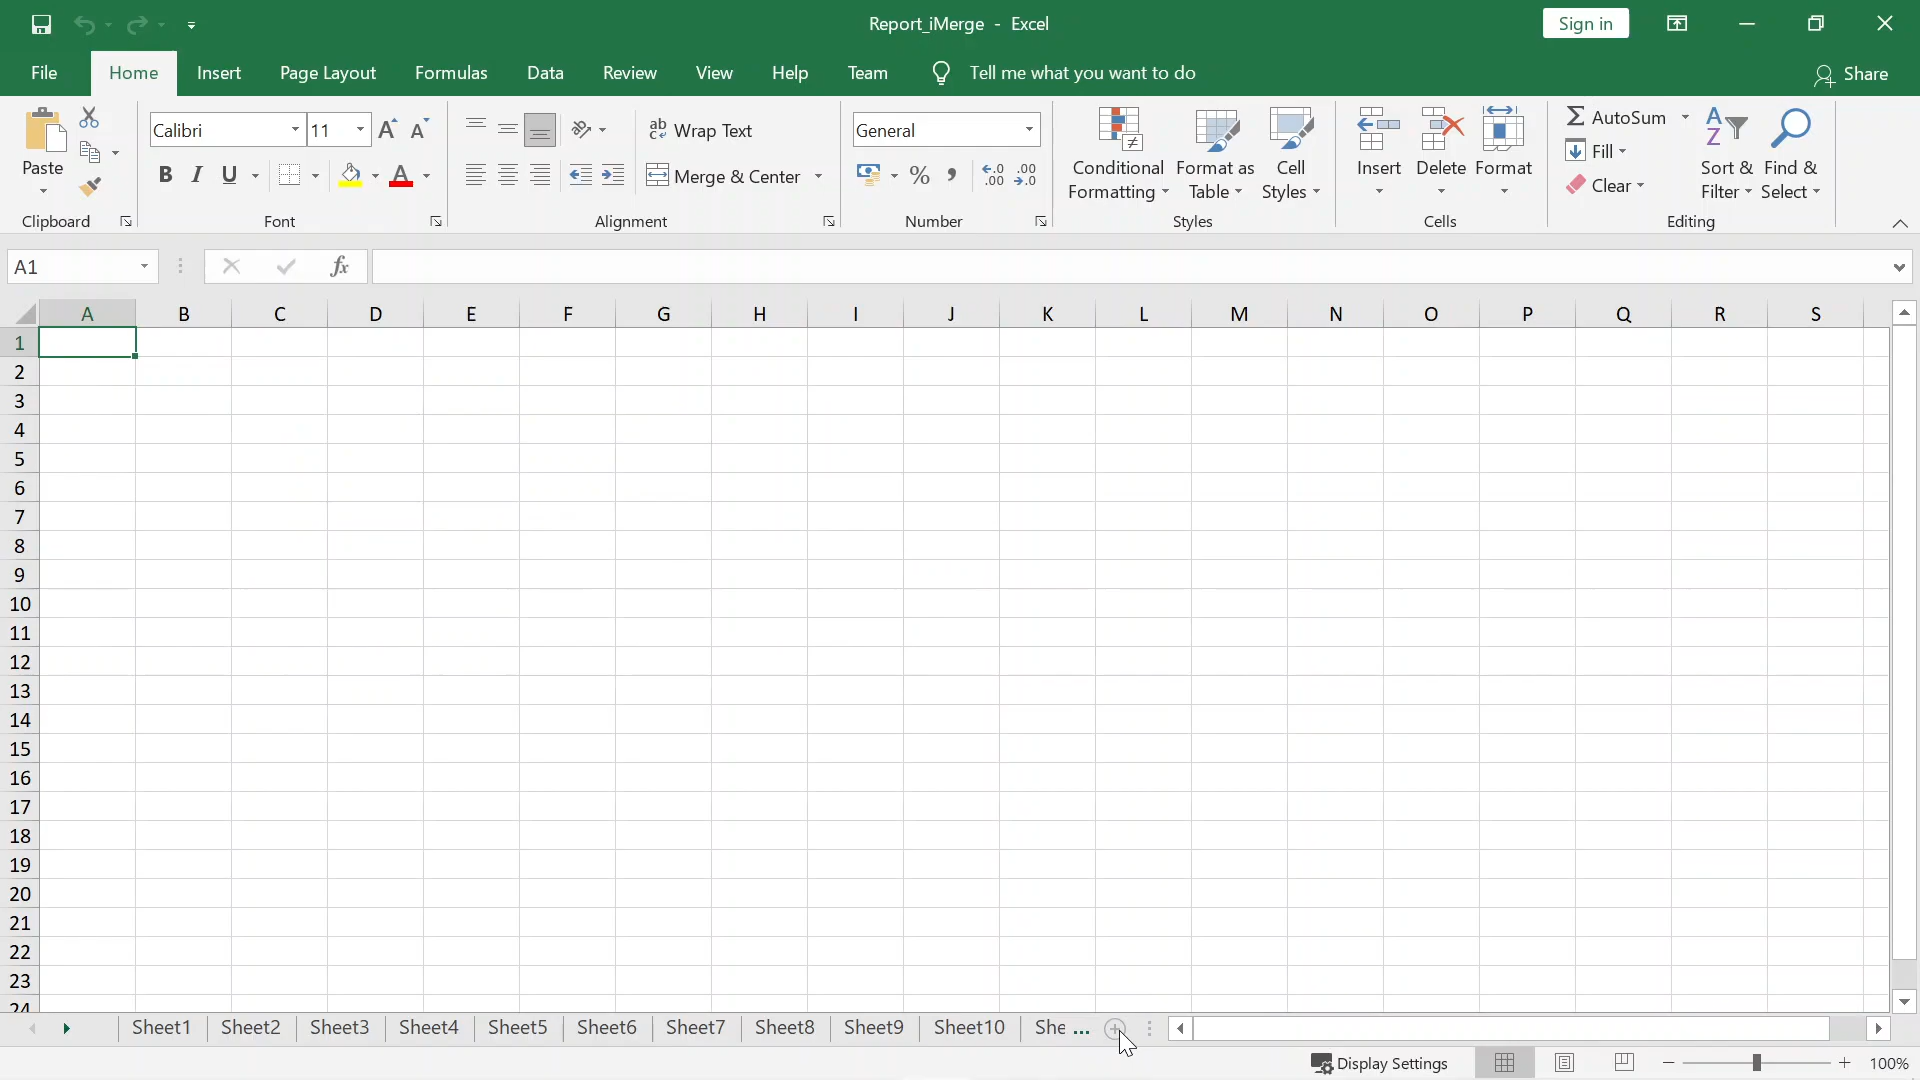 Report_iMerge - Excel
Sign in
File Home Insert Page Layout Formulas Data Review View Help Team Tell me what you want to do Share
Paste
Clipboard
Calibri 11
B I U A
Font
ab Wrap Text
Merge & Center
Alignment
General
% , .00 .00
Number
Conditional Formatting
Format as Table
Cell Styles
Styles
Insert Delete Format
Cells
AutoSum
Fill
Clear
Sort & Filter
Find & Select
Editing
A1 fx
A B C D E F G H I J K L M N O P Q R S
1
2
3
4
5
6
7
8
9
10
11
12
13
14
15
16
17
18
19
20
21
22
23
24
Sheet1 Sheet2 Sheet3 Sheet4 Sheet5 Sheet6 Sheet7 Sheet8 Sheet9 Sheet10 She ...
Display Settings 100%